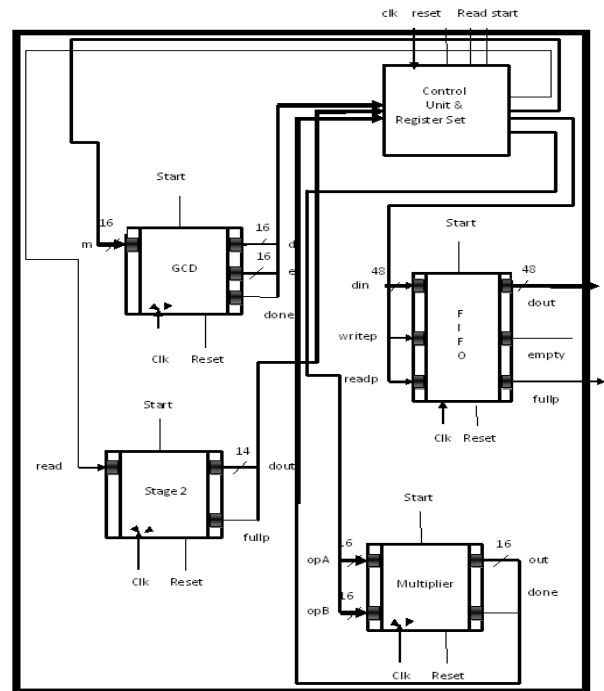 clk reset Read start
Control
Unit &
Register Set
Start
16
m
GCD
16
d
16
e
done
Clk
Reset
Start
48
din
48
dout
F
I
F
O
writep
empty
readp
fullp
Clk
Reset
Start
read
14
dout
Stage 2
fullp
Clk
Reset
Start
16
opA
16
out
Multiplier
done
16
opB
Clk
Reset